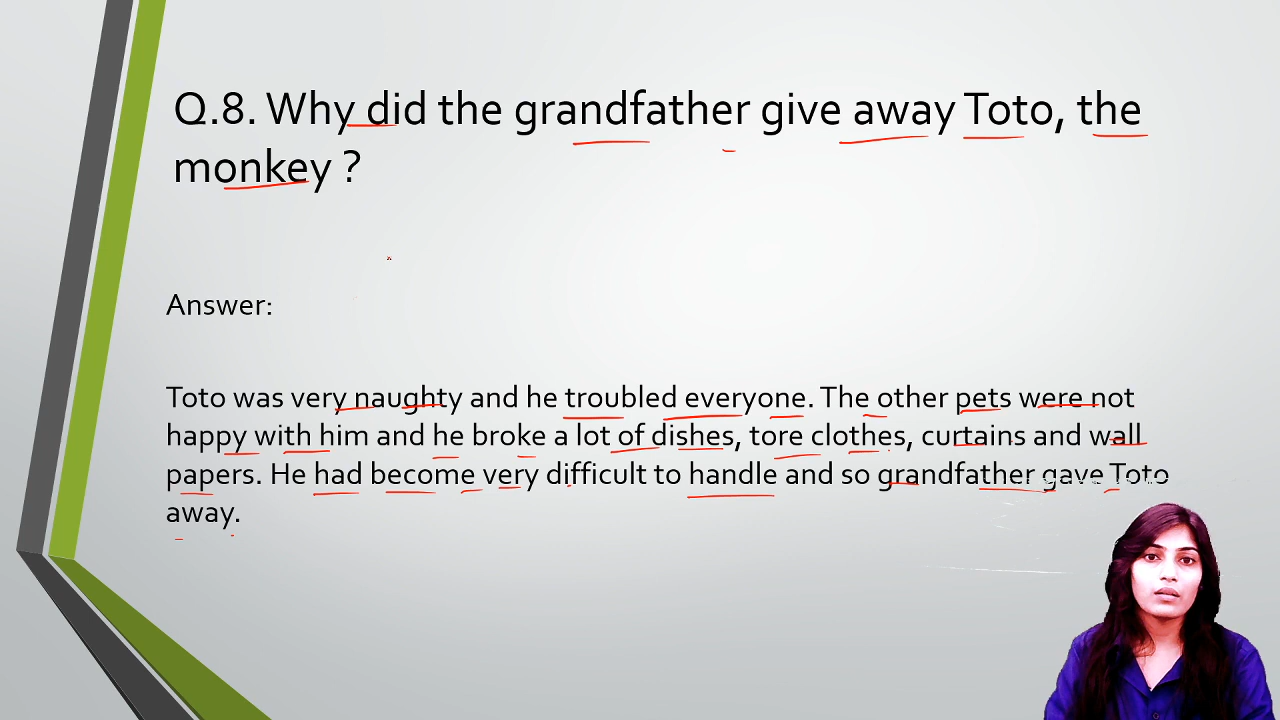 Q.8. Why did the grandfather give away Toto, the
monkey ?
Answer:
Toto was very naughty and he troubled everyone. The other pets were not
happy with him and he broke a lot of dishes, tore clothes, curtains and wall
papers. He had become very difficult to handle and so grandfather gave Toto
away.